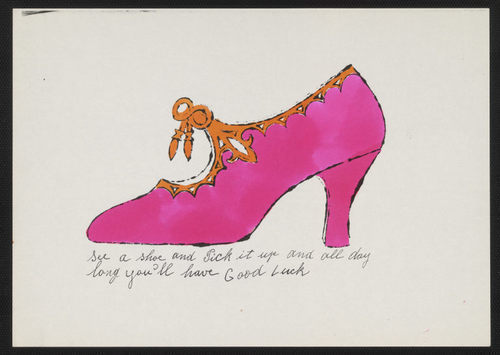 See a shoe and Pick it up and all day
long you'll have Good Luck